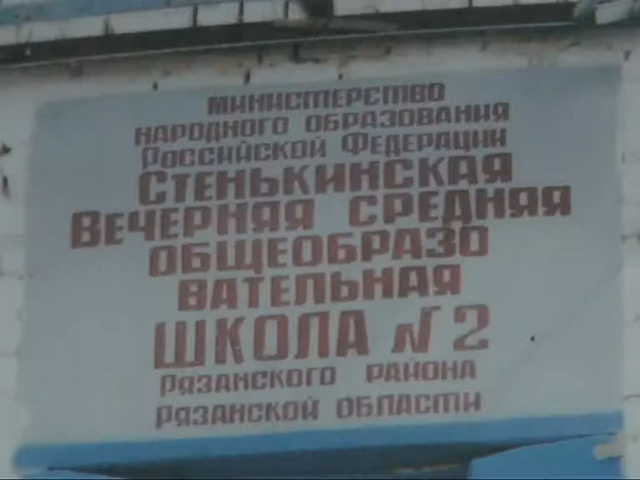 МИНИСТЕРСТВО
НАРОДНОГО ОБРАЗОВАНИЯ
РОССИЙСКОЙ ФЕДЕРАЦИИ
СТЕНЬКИНСКАЯ
ВЕЧЕРНЯЯ СРЕДНЯЯ
ОБЩЕОБРАЗО
ВАТЕЛЬНАЯ
ШКОЛА №2
РЯЗАНСКОГО РАЙОНА
РЯЗАНСКОЙ ОБЛАСТИ